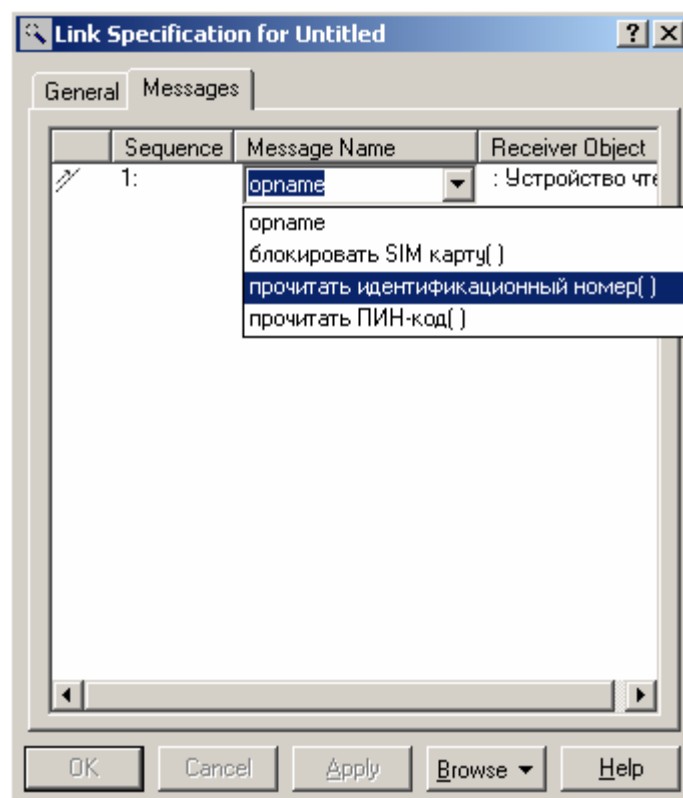 Link Specification for Untitled
General Messages
Sequence Message Name Receiver Object
1: opname : Устройство чте
opname
блокировать SIM карту( )
прочитать идентификационный номер( )
прочитать ПИН-код( )
OK Cancel Apply Browse Help